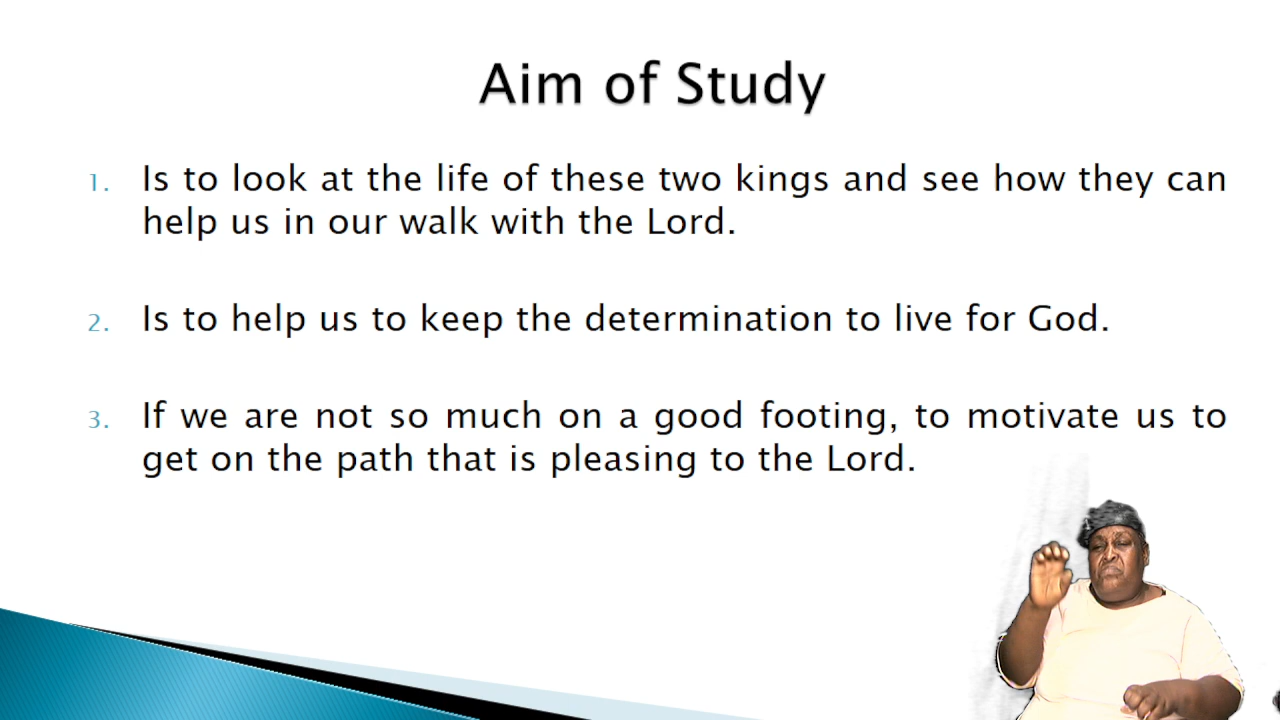 Aim of Study
1. Is to look at the life of these two kings and see how they can
help us in our walk with the Lord.
2. Is to help us to keep the determination to live for God.
3. If we are not so much on a good footing, to motivate us to
get on the path that is pleasing to the Lord.